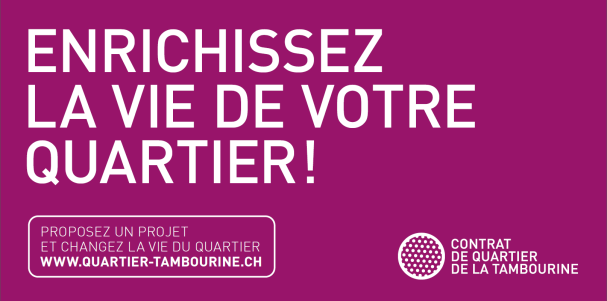 ENRICHISSEZ
LA VIE DE VOTRE
QUARTIER !
PROPOSEZ UN PROJET
ET CHANGEZ LA VIE DU QUARTIER
WWW.QUARTIER-TAMBOURINE.CH
CONTRAT
DE QUARTIER
DE LA TAMBOURINE